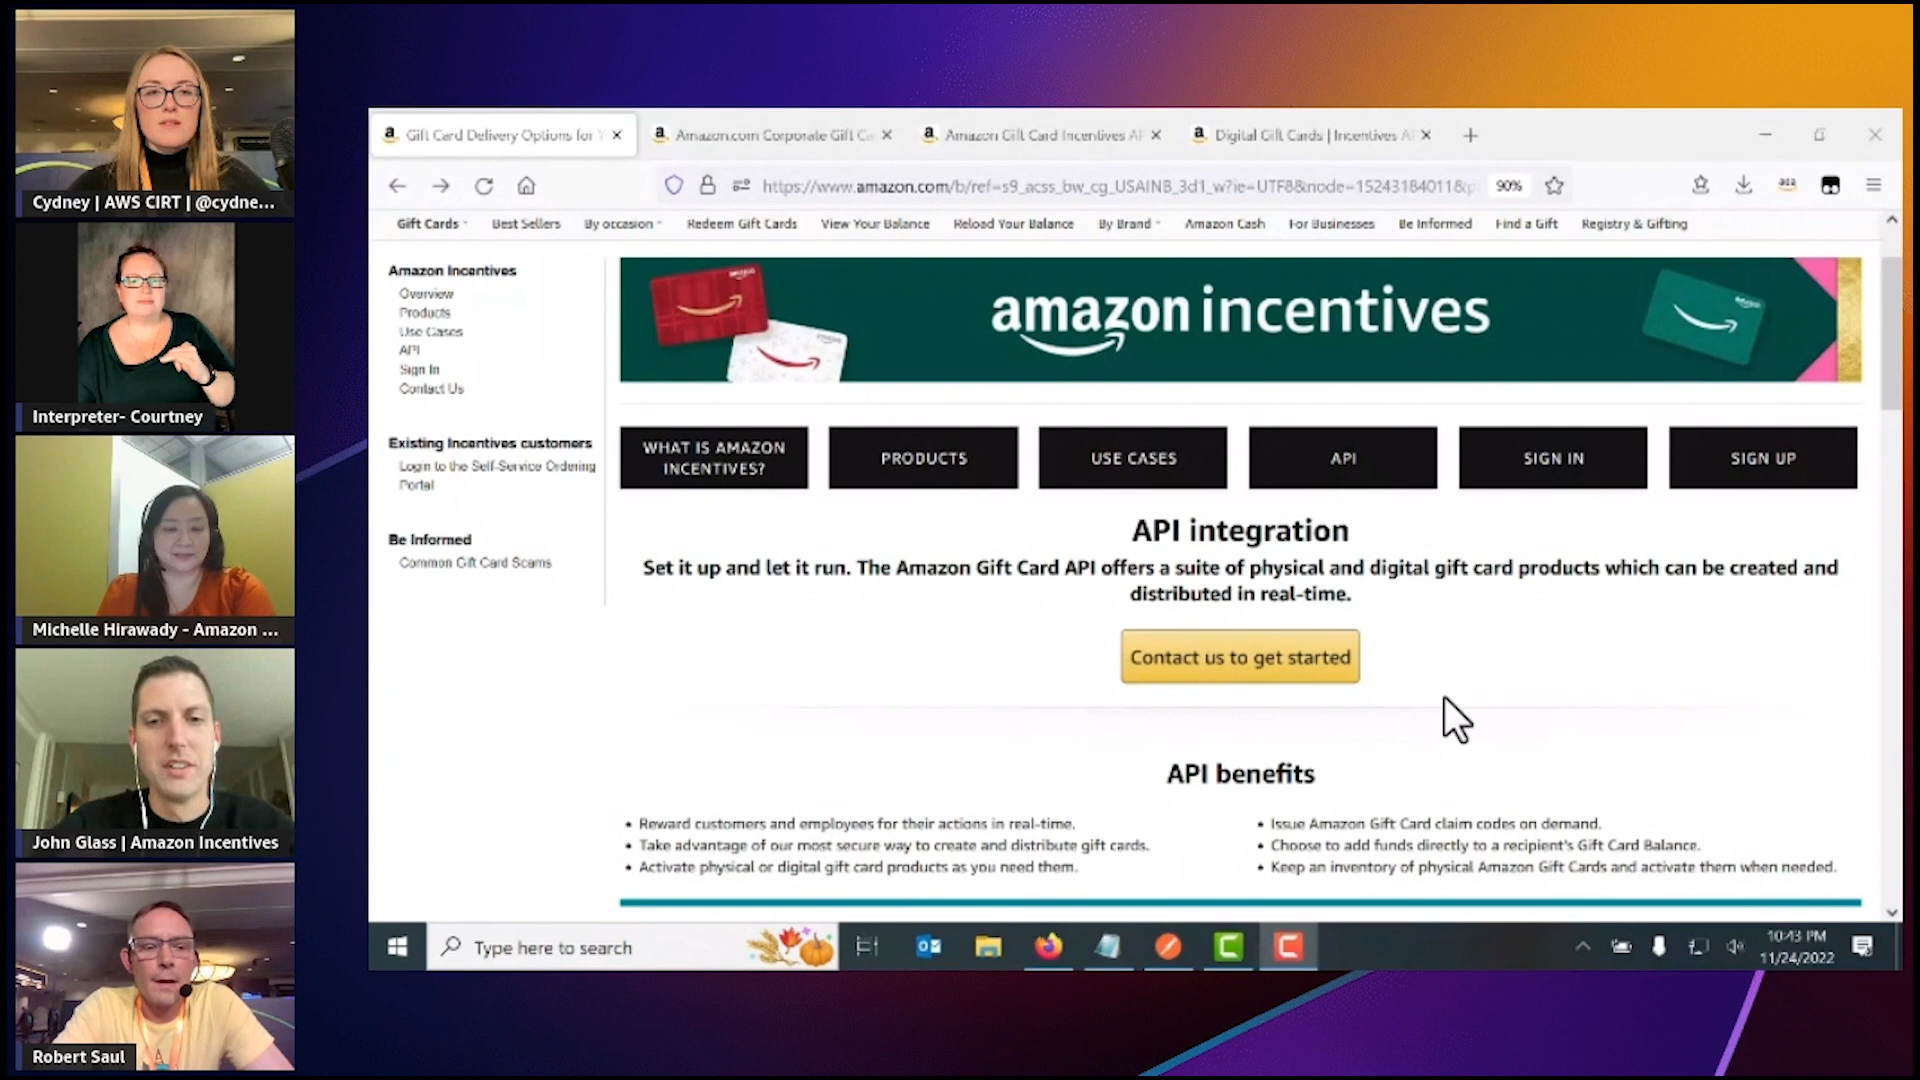 Cydney | AWS CIRT | @cydne...
Interpreter- Courtney
Michelle Hirawady - Amazon ...
John Glass | Amazon Incentives
Robert Saul
Gift Card Delivery Options for Y
Amazon.com Corporate Gift Ca
Amazon Gift Card Incentives AP
Digital Gift Cards | Incentives A
https://www.amazon.com/b/ref=s9_acss_bw_cg_USAINB_3d1_w?ie=UTF8&node=15243184011&p
90%
Gift Cards
Best Sellers
By occasion
Redeem Gift Cards
View Your Balance
Reload Your Balance
By Brand
Amazon Cash
For Businesses
Be Informed
Find a Gift
Registry & Gifting
Amazon Incentives
Overview
Products
Use Cases
API
Sign In
Contact Us
Existing Incentives customers
Login to the Self-Service Ordering
Portal
Be Informed
Common Gift Card Scams
amazon incentives
WHAT IS AMAZON
INCENTIVES?
PRODUCTS
USE CASES
API
SIGN IN
SIGN UP
API integration
Set it up and let it run. The Amazon Gift Card API offers a suite of physical and digital gift card products which can be created and
distributed in real-time.
Contact us to get started
API benefits
• Reward customers and employees for their actions in real-time.
• Take advantage of our most secure way to create and distribute gift cards.
• Activate physical or digital gift card products as you need them.
• Issue Amazon Gift Card claim codes on demand.
• Choose to add funds directly to a recipient's Gift Card Balance.
• Keep an inventory of physical Amazon Gift Cards and activate them when needed.
Type here to search
10:43 PM
11/24/2022